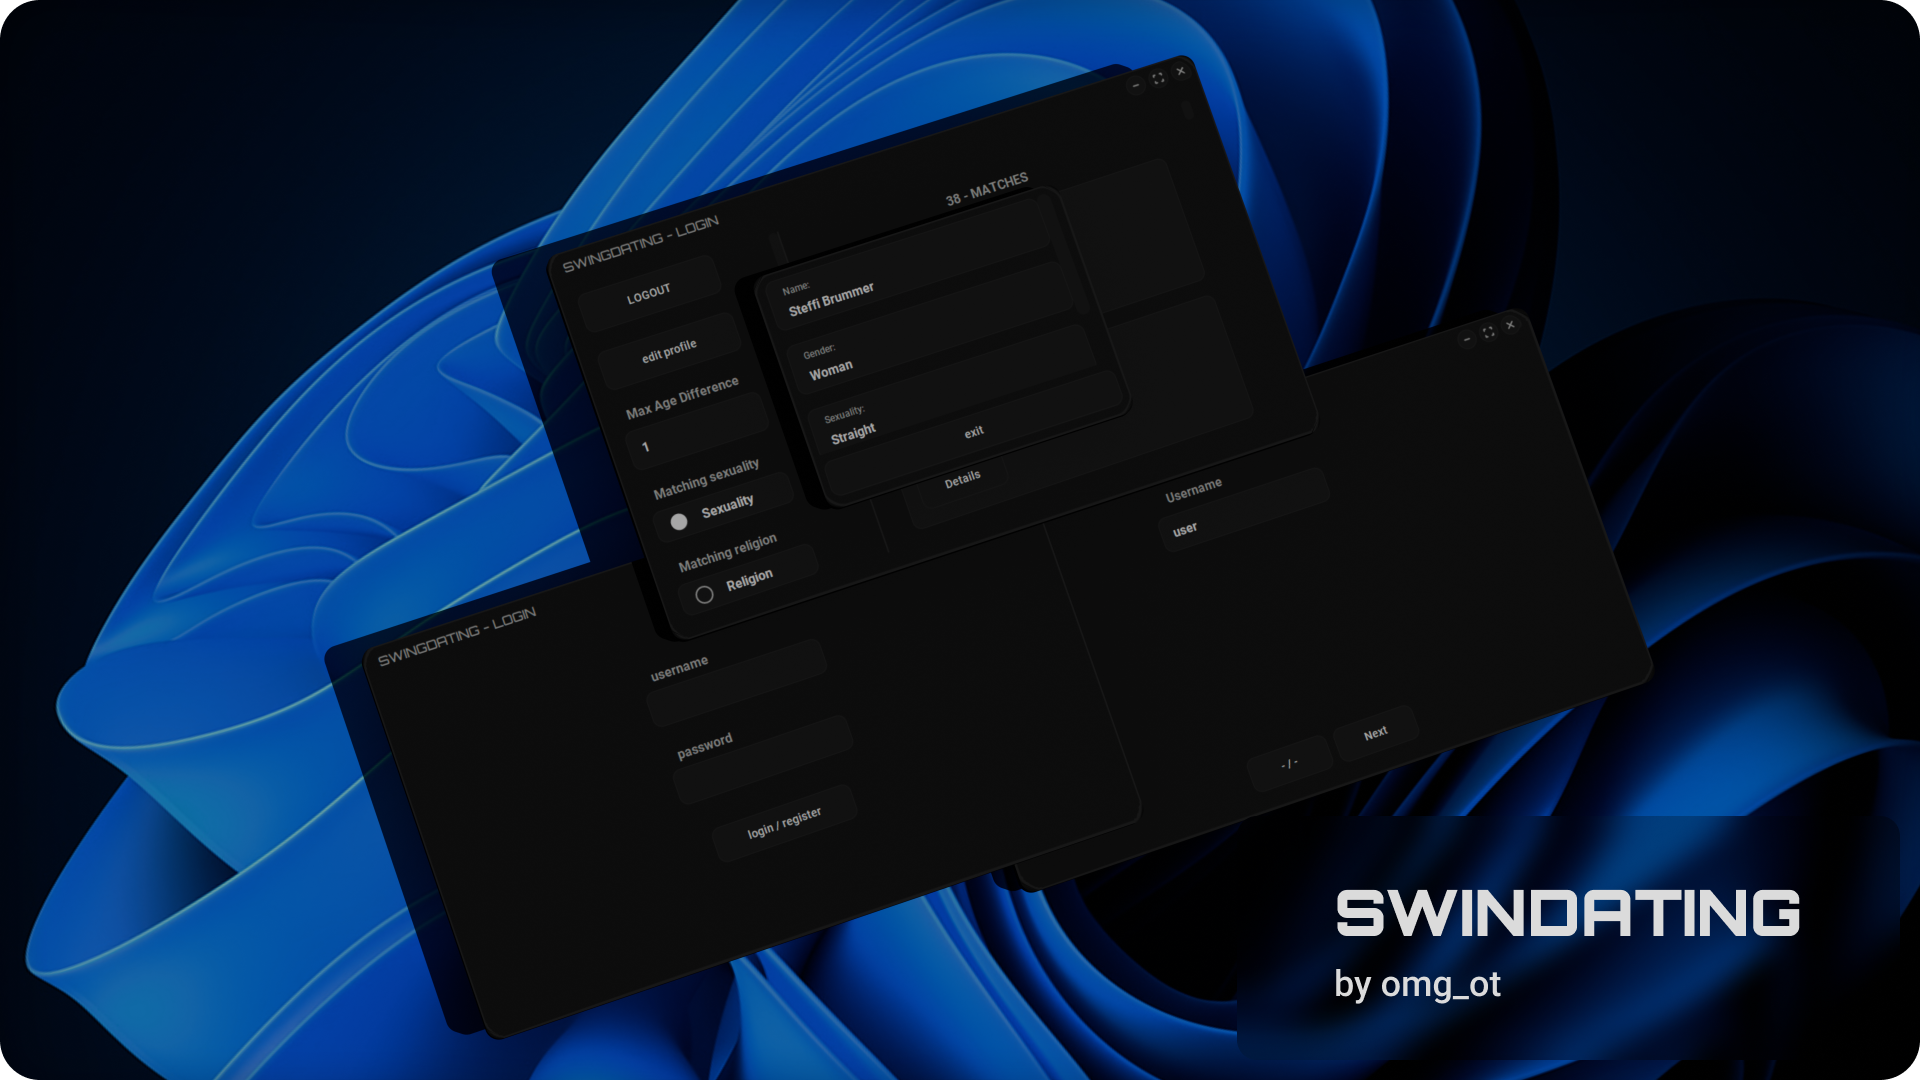 SWINGDATING - LOGIN
LOGOUT
edit profile
Max Age Difference
1
Matching sexuality
Sexuality
Matching religion
Religion
38 - MATCHES
Name:
Steffi Brummer
Gender:
Woman
Sexuality:
Straight
exit
Details
Username
user
- / -
Next
SWINGDATING - LOGIN
username
password
login / register
SWINDATING
by omg_ot